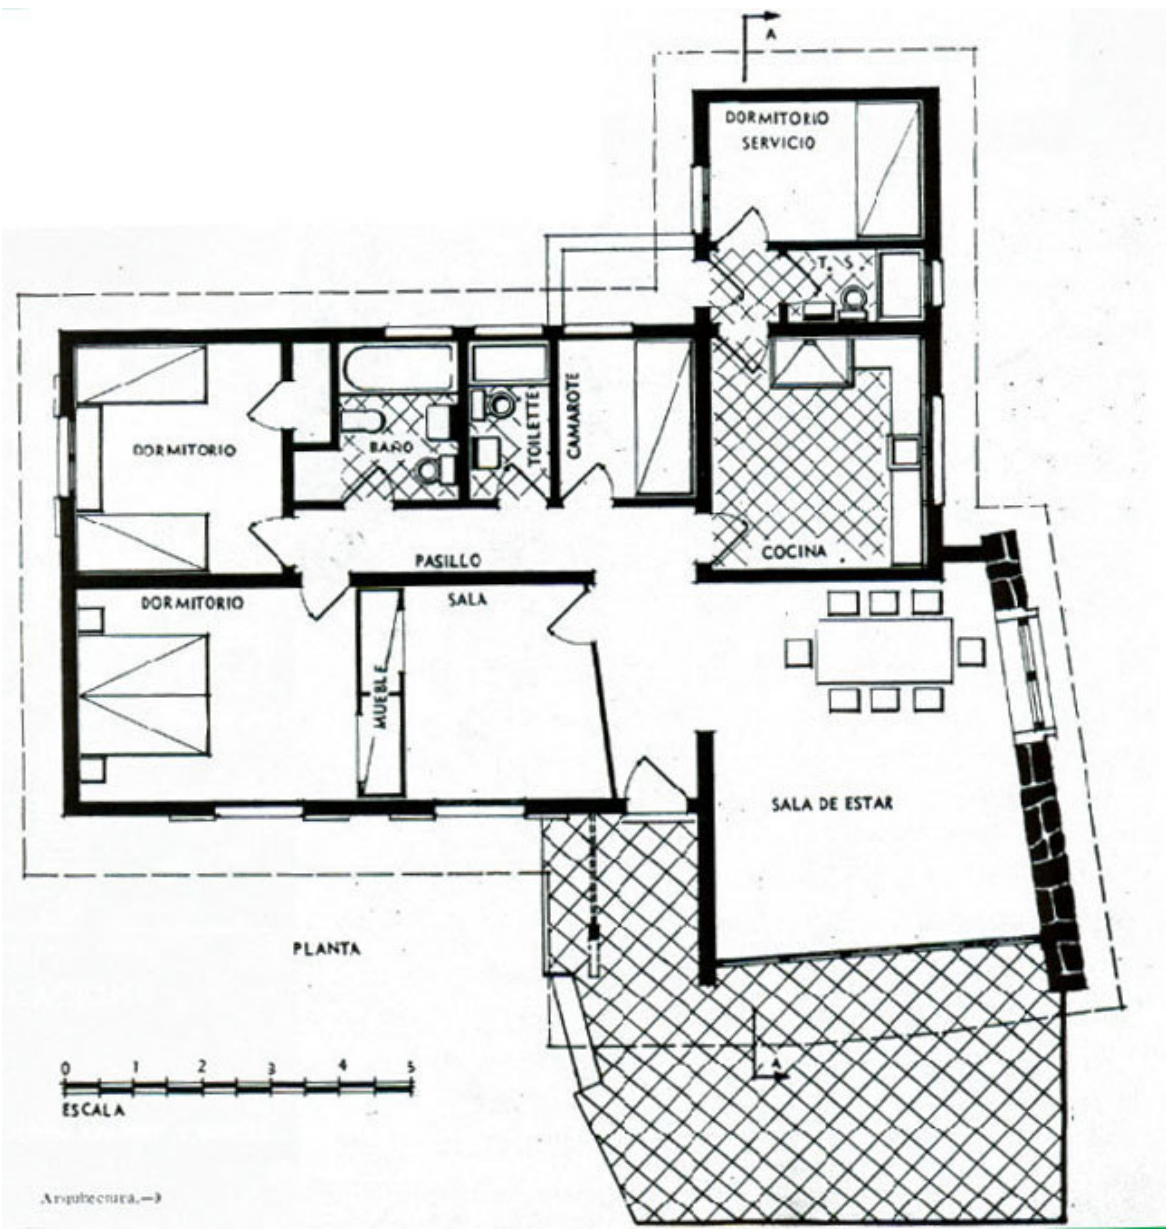 A
DORMITORIO
SERVICIO
T. S.
DORMITORIO
BAÑO
TOILETTE
CAMAROTE
COCINA
PASILLO
DORMITORIO
SALA
MUEBLE
SALA DE ESTAR
PLANTA
A
0 1 2 3 4 5
ESCALA